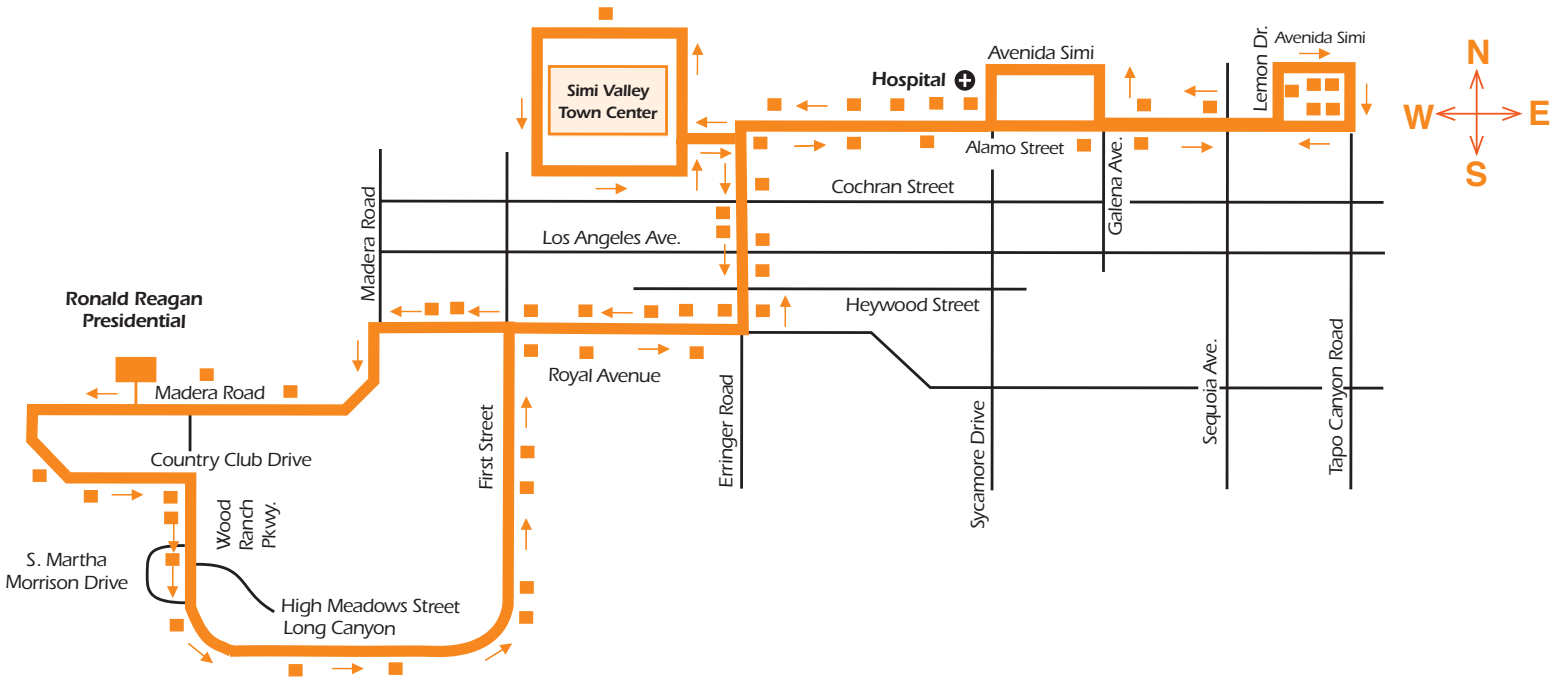 Avenida Simi
Avenida Simi
Lemon Dr.
Hospital
Simi Valley
Town Center
N
W
E
S
Alamo Street
Galena Ave.
Cochran Street
Madera Road
Los Angeles Ave.
Heywood Street
Ronald Reagan
Presidential
Royal Avenue
Madera Road
First Street
Erringer Road
Sycamore Drive
Sequoia Ave.
Tapo Canyon Road
Country Club Drive
Wood
Ranch
Pkwy.
S. Martha
Morrison Drive
High Meadows Street
Long Canyon